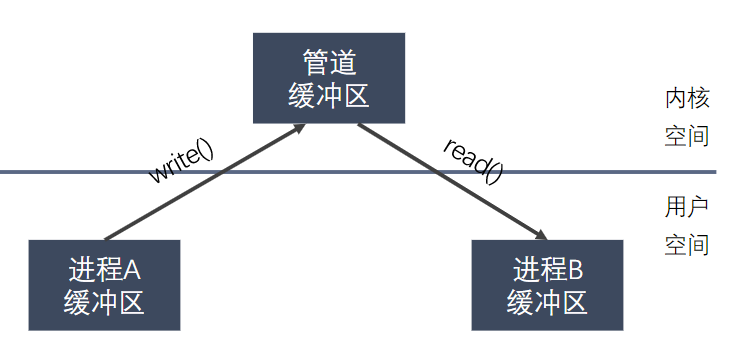 管道
缓冲区
内核
空间
write()
read()
用户
空间
进程A
缓冲区
进程B
缓冲区